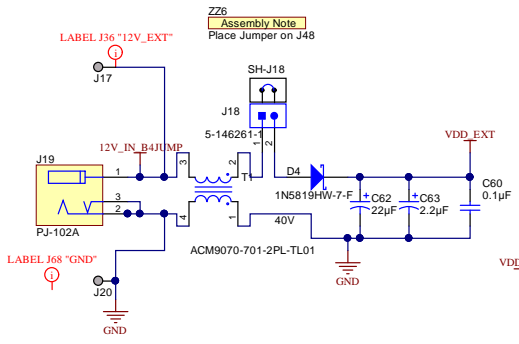 ZZ6
Assembly Note
Place Jumper on J48
LABEL J36 "12V_EXT"
i
J17
SH-J18
J18
5-146261-1
1
2
12V_IN_B4JUMP
VDD_EXT
J19
1
3
2
PJ-102A
3
2
T1
4
1
D4
1N5819HW-7-F
40V
+
C62
22µF
+
C63
2.2µF
C60
0.1µF
ACM9070-701-2PL-TL01
LABEL J68 "GND"
i
J20
GND
GND